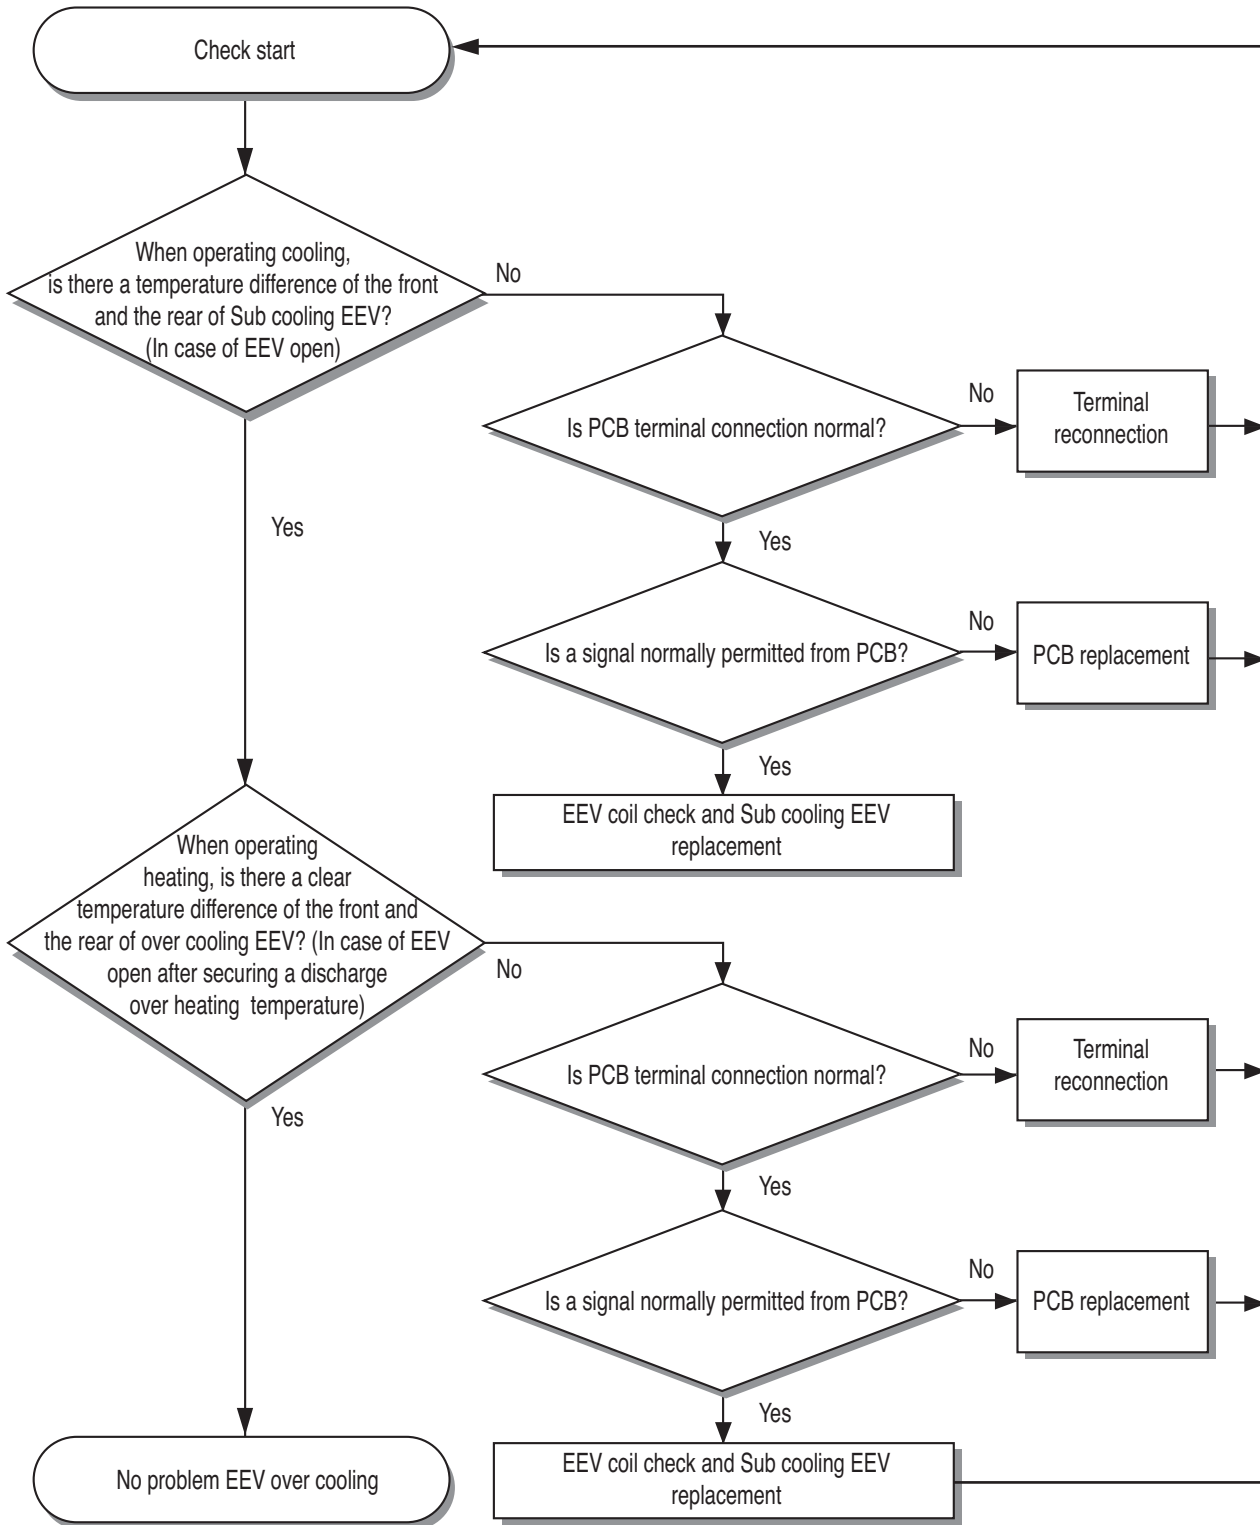 Check start
When operating cooling,
is there a temperature difference of the front
and the rear of Sub cooling EEV?
(In case of EEV open)
No
Is PCB terminal connection normal?
No
Terminal
reconnection
Yes
Yes
Is a signal normally permitted from PCB?
No
PCB replacement
Yes
EEV coil check and Sub cooling EEV
replacement
When operating
heating, is there a clear
temperature difference of the front and
the rear of over cooling EEV? (In case of EEV
open after securing a discharge
over heating temperature)
No
Is PCB terminal connection normal?
No
Terminal
reconnection
Yes
Yes
Is a signal normally permitted from PCB?
No
PCB replacement
Yes
EEV coil check and Sub cooling EEV
replacement
No problem EEV over cooling